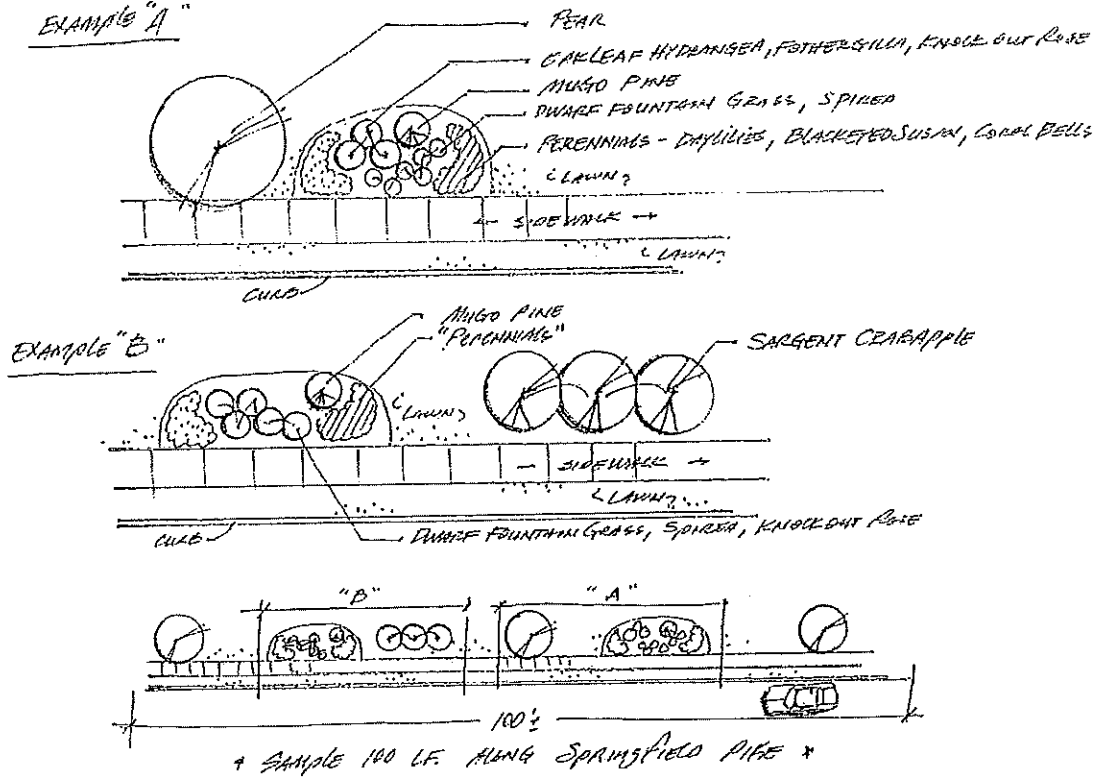 EXAMPLE "A"
PEAR
OAKLEAF HYDRANGEA, FOTHERGILLA, KNOCK OUT ROSE
MUGO PINE
DWARF FOUNTAIN GRASS, SPIREA
PERENNIALS - DAYLILIES, BLACKEYED SUSAN, CORAL BELLS
LAWN
← SIDEWALK →
LAWN
CURB
EXAMPLE "B"
MUGO PINE
"PERENNIALS"
SARGENT CRABAPPLE
LAWN
← SIDEWALK →
LAWN
CURB
DWARF FOUNTAIN GRASS, SPIREA, KNOCKOUT ROSE
"B"
"A"
100'±
* SAMPLE 100 LF. ALONG SPRINGFIELD PIKE *